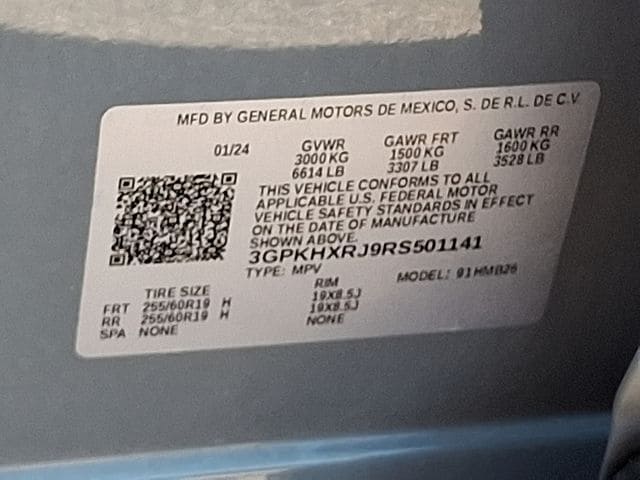 MFD BY GENERAL MOTORS DE MEXICO, S. DE R.L. DE C.V
01/24 GVWR GAWR FRT GAWR RR
3000 KG 1500 KG 1600 KG
6614 LB 3307 LB 3528 LB
THIS VEHICLE CONFORMS TO ALL
APPLICABLE U.S. FEDERAL MOTOR
VEHICLE SAFETY STANDARDS IN EFFECT
ON THE DATE OF MANUFACTURE
SHOWN ABOVE.
3GPKHXRJ9RS501141
TYPE: MPV MODEL: 91HMB26
TIRE SIZE RIM
FRT 255/60R19 H 19X8.5J
RR 255/60R19 H 19X8.5J
SPA NONE NONE